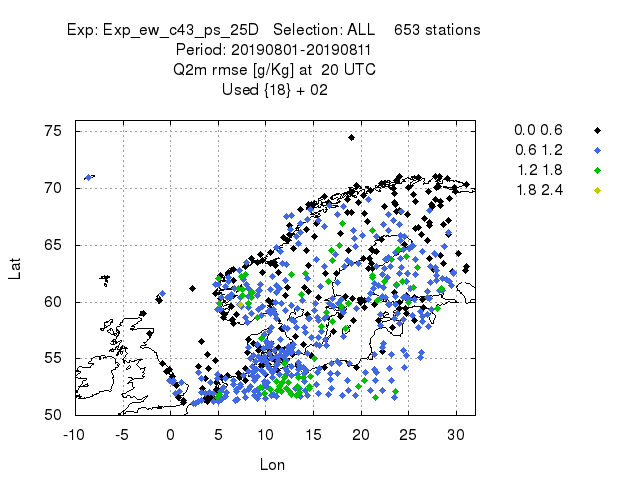 Exp: Exp_ew_c43_ps_25D   Selection: ALL    653 stations
Period: 20190801-20190811
Q2m rmse [g/Kg] at  20 UTC
Used {18} + 02
0.0 0.6
0.6 1.2
1.2 1.8
1.8 2.4
75
70
65
60
55
50
Lat
-10 -5 0 5 10 15 20 25 30
Lon